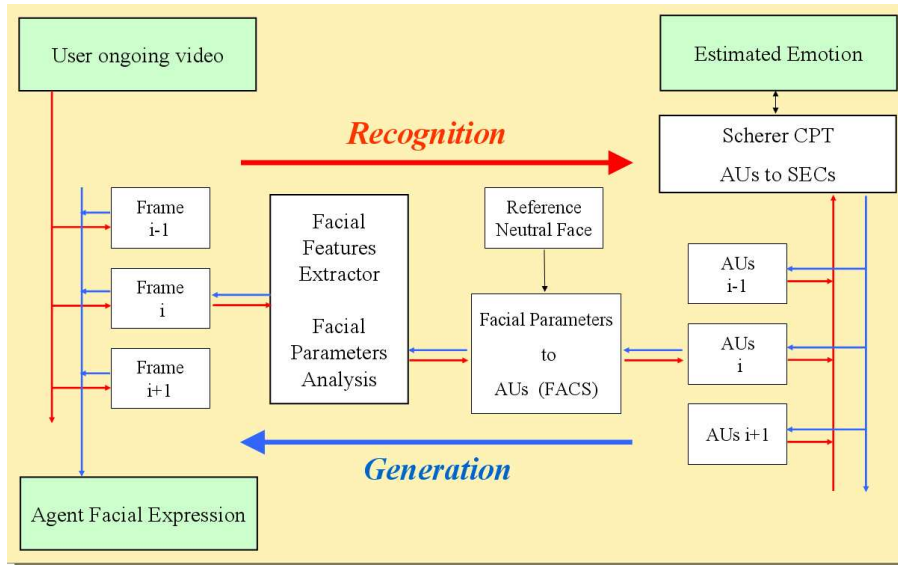 User ongoing video
Estimated Emotion
Recognition
Scherer CPT
AUs to SECs
Frame
i-1
Frame
i
Frame
i+1
Facial
Features
Extractor
Facial
Parameters
Analysis
Reference
Neutral Face
Facial Parameters
to
AUs (FACS)
AUs
i-1
AUs
i
AUs i+1
Generation
Agent Facial Expression